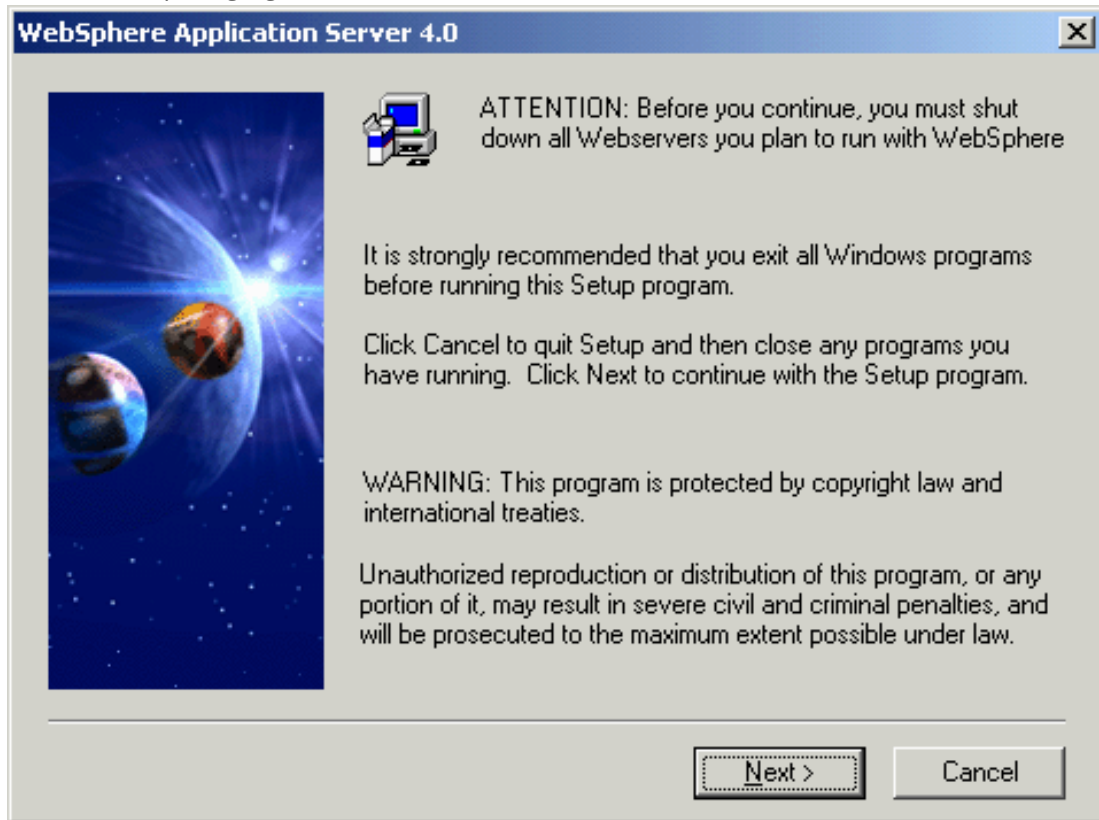 WebSphere Application Server 4.0
ATTENTION: Before you continue, you must shut
down all Webservers you plan to run with WebSphere
It is strongly recommended that you exit all Windows programs
before running this Setup program.
Click Cancel to quit Setup and then close any programs you
have running.  Click Next to continue with the Setup program.
WARNING: This program is protected by copyright law and
international treaties.
Unauthorized reproduction or distribution of this program, or any
portion of it, may result in severe civil and criminal penalties, and
will be prosecuted to the maximum extent possible under law.
Next >
Cancel